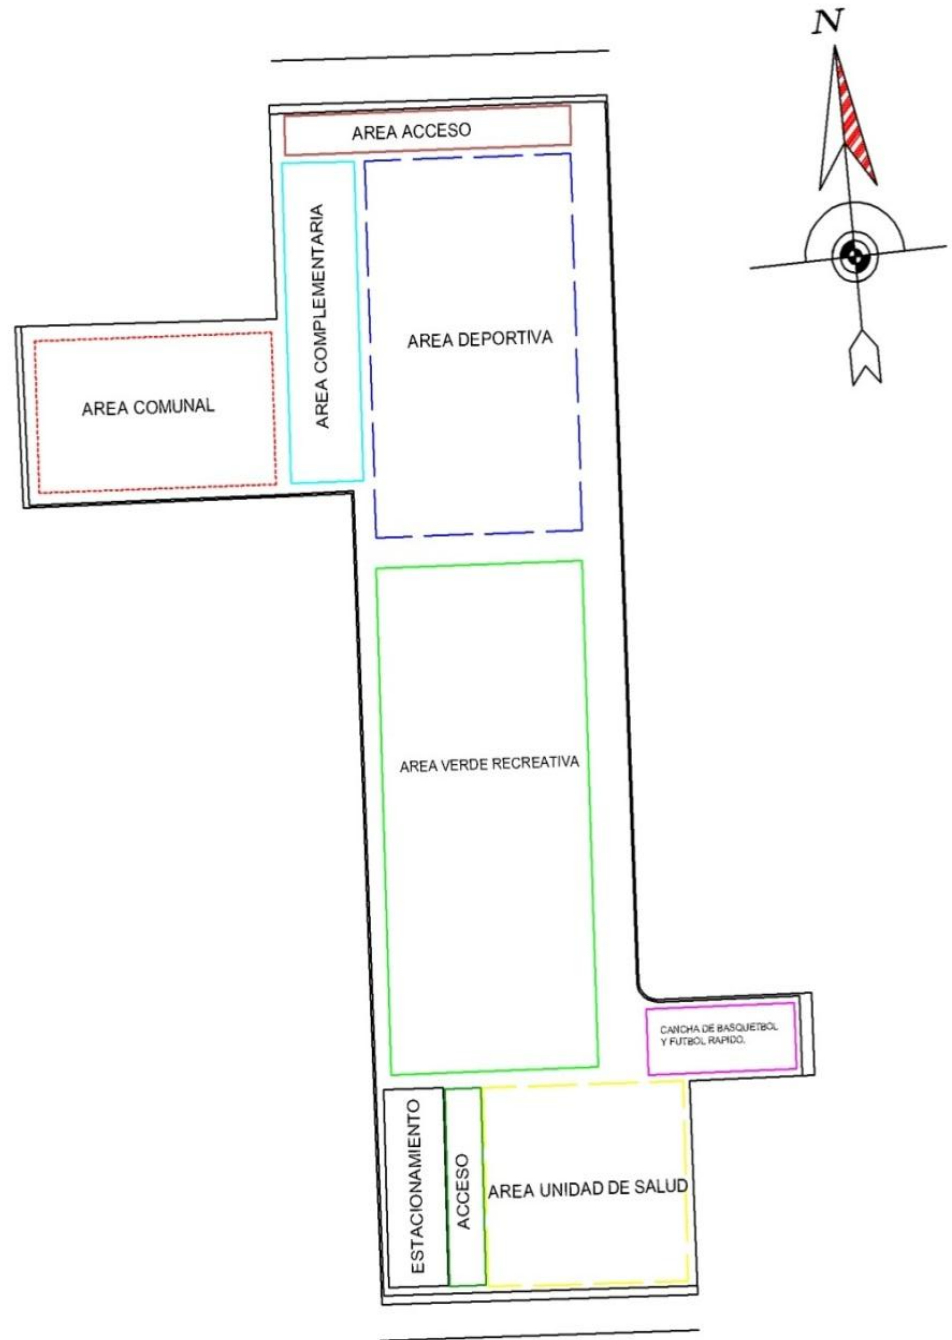 N
AREA ACCESO
AREA COMPLEMENTARIA
AREA DEPORTIVA
AREA COMUNAL
AREA VERDE RECREATIVA
CANCHA DE BASQUETBOL
Y FUTBOL RAPIDO.
ESTACIONAMIENTO
ACCESO
AREA UNIDAD DE SALUD